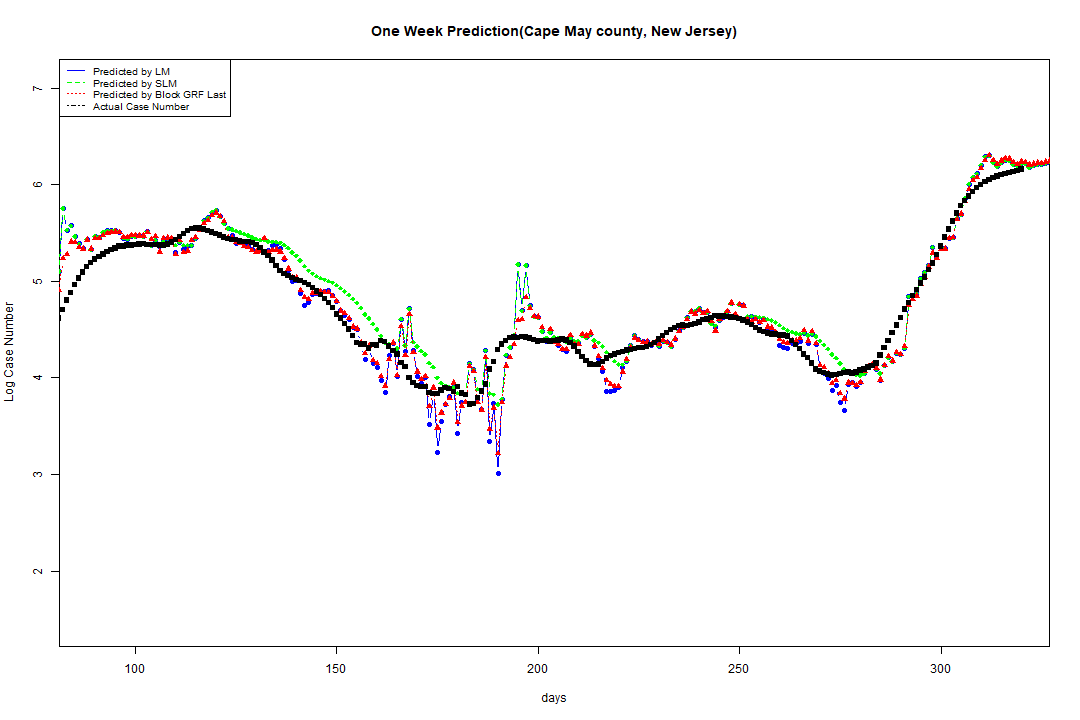 One Week Prediction(Cape May county, New Jersey)
Predicted by LM
Predicted by SLM
Predicted by Block GRF Last
Actual Case Number
7
6
5
4
3
2
Log Case Number
100 150 200 250 300
days